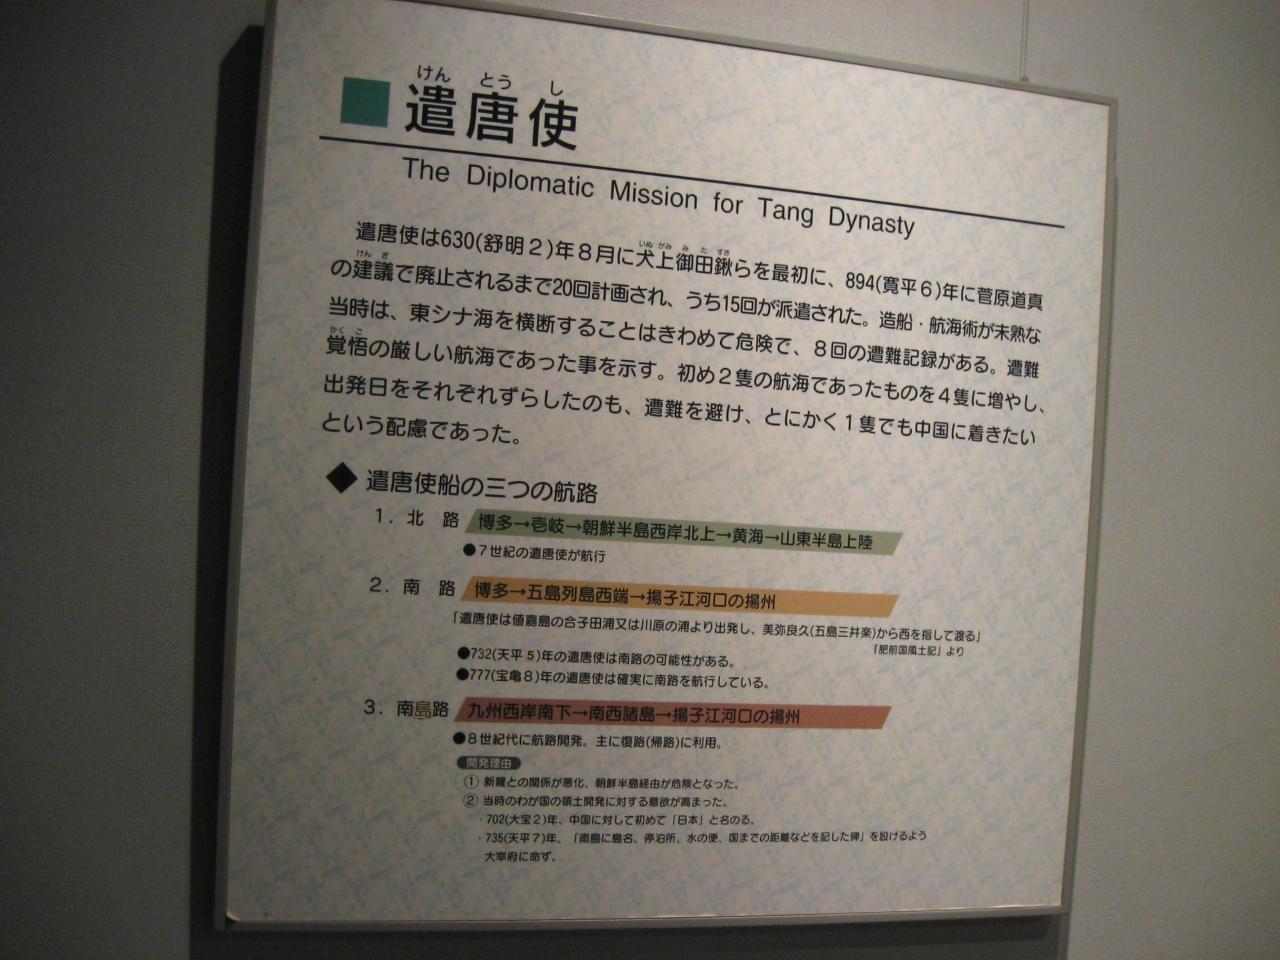 けん とう し
遣唐使
The Diplomatic Mission for Tang Dynasty
いぬ がみ み た すき
遣唐使は630(舒明2)年8月に犬上御田鍬らを最初に、894(寛平6)年に菅原道真
けん ぎ
の建議で廃止されるまで20回計画され、うち15回が派遣された。造船・航海術が未熟な
当時は、東シナ海を横断することはきわめて危険で、8回の遭難記録がある。遭難
かく ご
覚悟の厳しい航海であった事を示す。初め2隻の航海であったものを4隻に増やし、
出発日をそれぞれずらしたのも、遭難を避け、とにかく1隻でも中国に着きたい
という配慮であった。
◆ 遣唐使船の三つの航路
1. 北 路 博多→壱岐→朝鮮半島西岸北上→黄海→山東半島上陸
●7世紀の遣唐使が航行
2. 南 路 博多→五島列島西端→揚子江河口の揚州
「遣唐使は値嘉島の合子田浦又は川原の浦より出発し、美弥良久(五島三井楽)から西を指して渡る」
「肥前国風土記」より
●732(天平5)年の遣唐使は南路の可能性がある。
●777(宝亀8)年の遣唐使は確実に南路を航行している。
3. 南島路 九州西岸南下→南西諸島→揚子江河口の揚州
●8世紀代に航路開発。主に復路(帰路)に利用。
開発理由
① 新羅との関係が悪化、朝鮮半島経由が危険となった。
② 当時のわが国の領土開発に対する意欲が高まった。
・702(大宝2)年、中国に対して初めて「日本」と名のる。
・735(天平7)年、「南島に島名、停泊所、水の便、国までの距離などを記した碑」を設けるよう
大宰府に命ず。